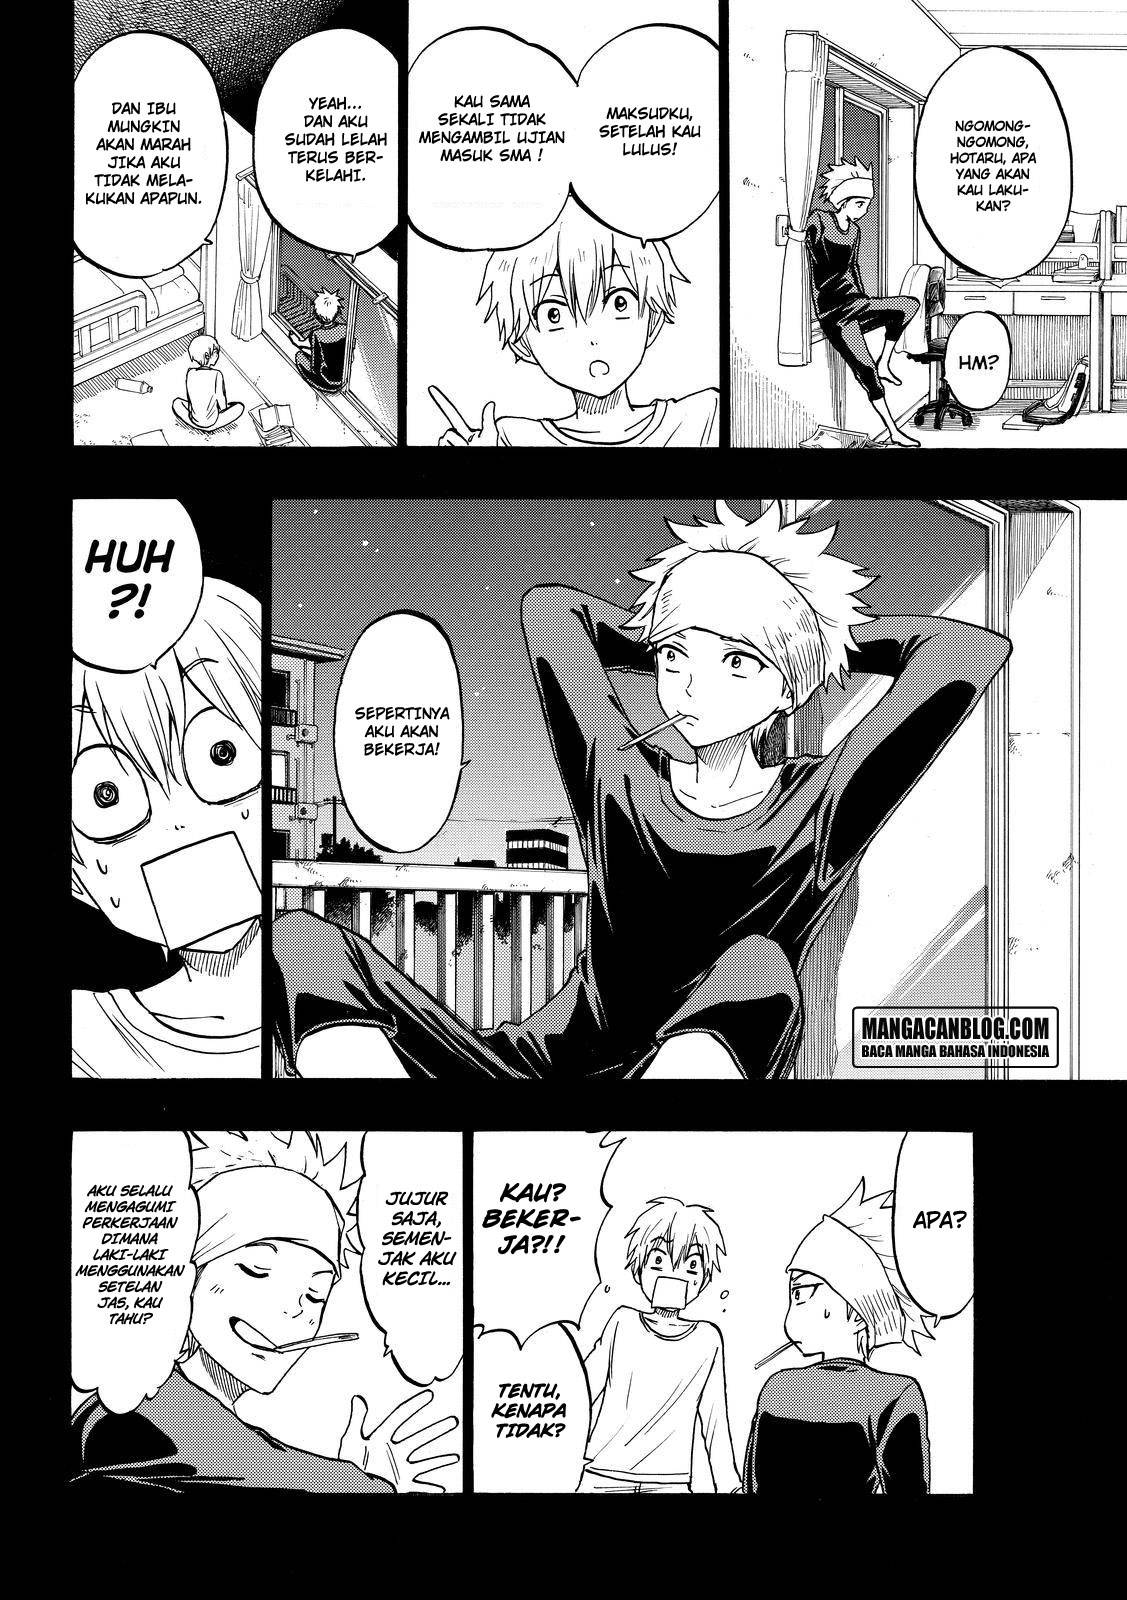 NGOMONG-
NGOMONG,
HOTARU, APA
YANG AKAN
KAU LAKU-
KAN?
HM?
MAKSUDKU,
SETELAH KAU
LULUS!
KAU SAMA
SEKALI TIDAK
MENGAMBIL UJIAN
MASUK SMA !
YEAH...
DAN AKU
SUDAH LELAH
TERUS BER-
KELAHI.
DAN IBU
MUNGKIN
AKAN MARAH
JIKA AKU
TIDAK MELA-
KUKAN APAPUN.
SEPERTINYA
AKU AKAN
BEKERJA!
HUH
?!
MANGACANBLOG.COM
BACA MANGA BAHASA INDONESIA
APA?
KAU?
BEKER-
JA?!!
TENTU,
KENAPA
TIDAK?
JUJUR
SAJA,
SEMEN-
JAK AKU
KECIL...
AKU SELALU
MENGAGUMI
PERKERJAAN
DIMANA
LAKI-LAKI
MENGGUNAKAN
SETELAN
JAS, KAU
TAHU?